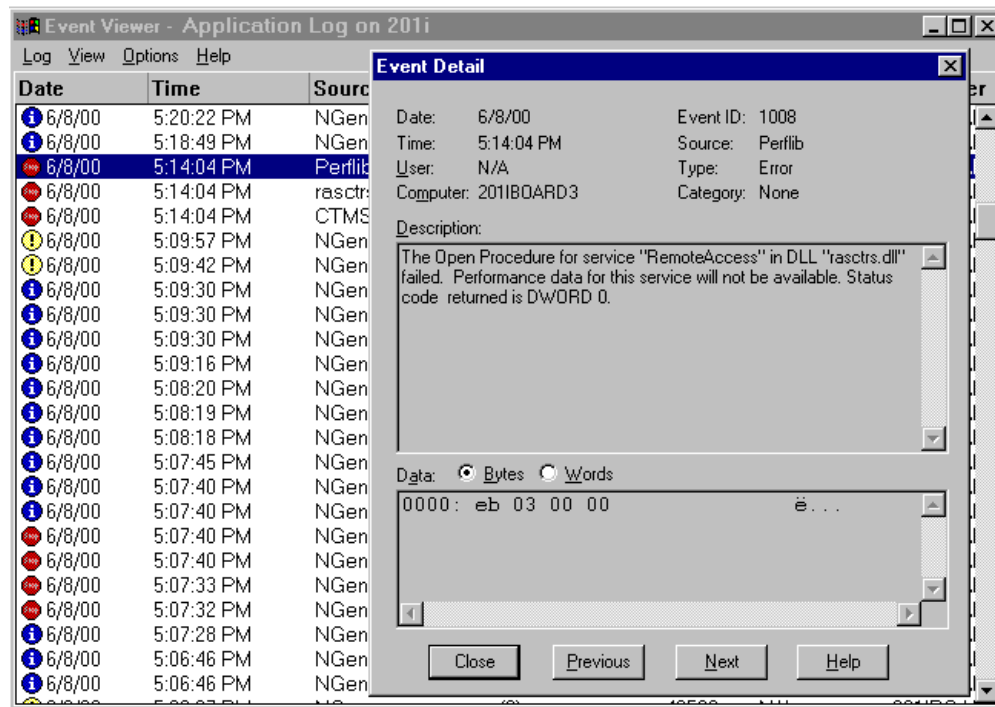 Event Viewer - Application Log on 201i
Log View Options Help
Date Time Sourc er
6/8/00 5:20:22 PM NGen
6/8/00 5:18:49 PM NGen
6/8/00 5:14:04 PM Perflib
6/8/00 5:14:04 PM rasctr
6/8/00 5:14:04 PM CTMS
6/8/00 5:09:57 PM NGen
6/8/00 5:09:42 PM NGen
6/8/00 5:09:30 PM NGen
6/8/00 5:09:30 PM NGen
6/8/00 5:09:30 PM NGen
6/8/00 5:09:16 PM NGen
6/8/00 5:08:20 PM NGen
6/8/00 5:08:19 PM NGen
6/8/00 5:08:18 PM NGen
6/8/00 5:07:45 PM NGen
6/8/00 5:07:40 PM NGen
6/8/00 5:07:40 PM NGen
6/8/00 5:07:40 PM NGen
6/8/00 5:07:40 PM NGen
6/8/00 5:07:33 PM NGen
6/8/00 5:07:32 PM NGen
6/8/00 5:07:28 PM NGen
6/8/00 5:06:46 PM NGen
6/8/00 5:06:46 PM NGen
Event Detail
Date: 6/8/00 Event ID: 1008
Time: 5:14:04 PM Source: Perflib
User: N/A Type: Error
Computer: 201IBOARD3 Category: None
Description:
The Open Procedure for service "RemoteAccess" in DLL "rasctrs.dll"
failed. Performance data for this service will not be available. Status
code returned is DWORD 0.
Data: Bytes Words
0000: eb 03 00 00 ë...
Close Previous Next Help